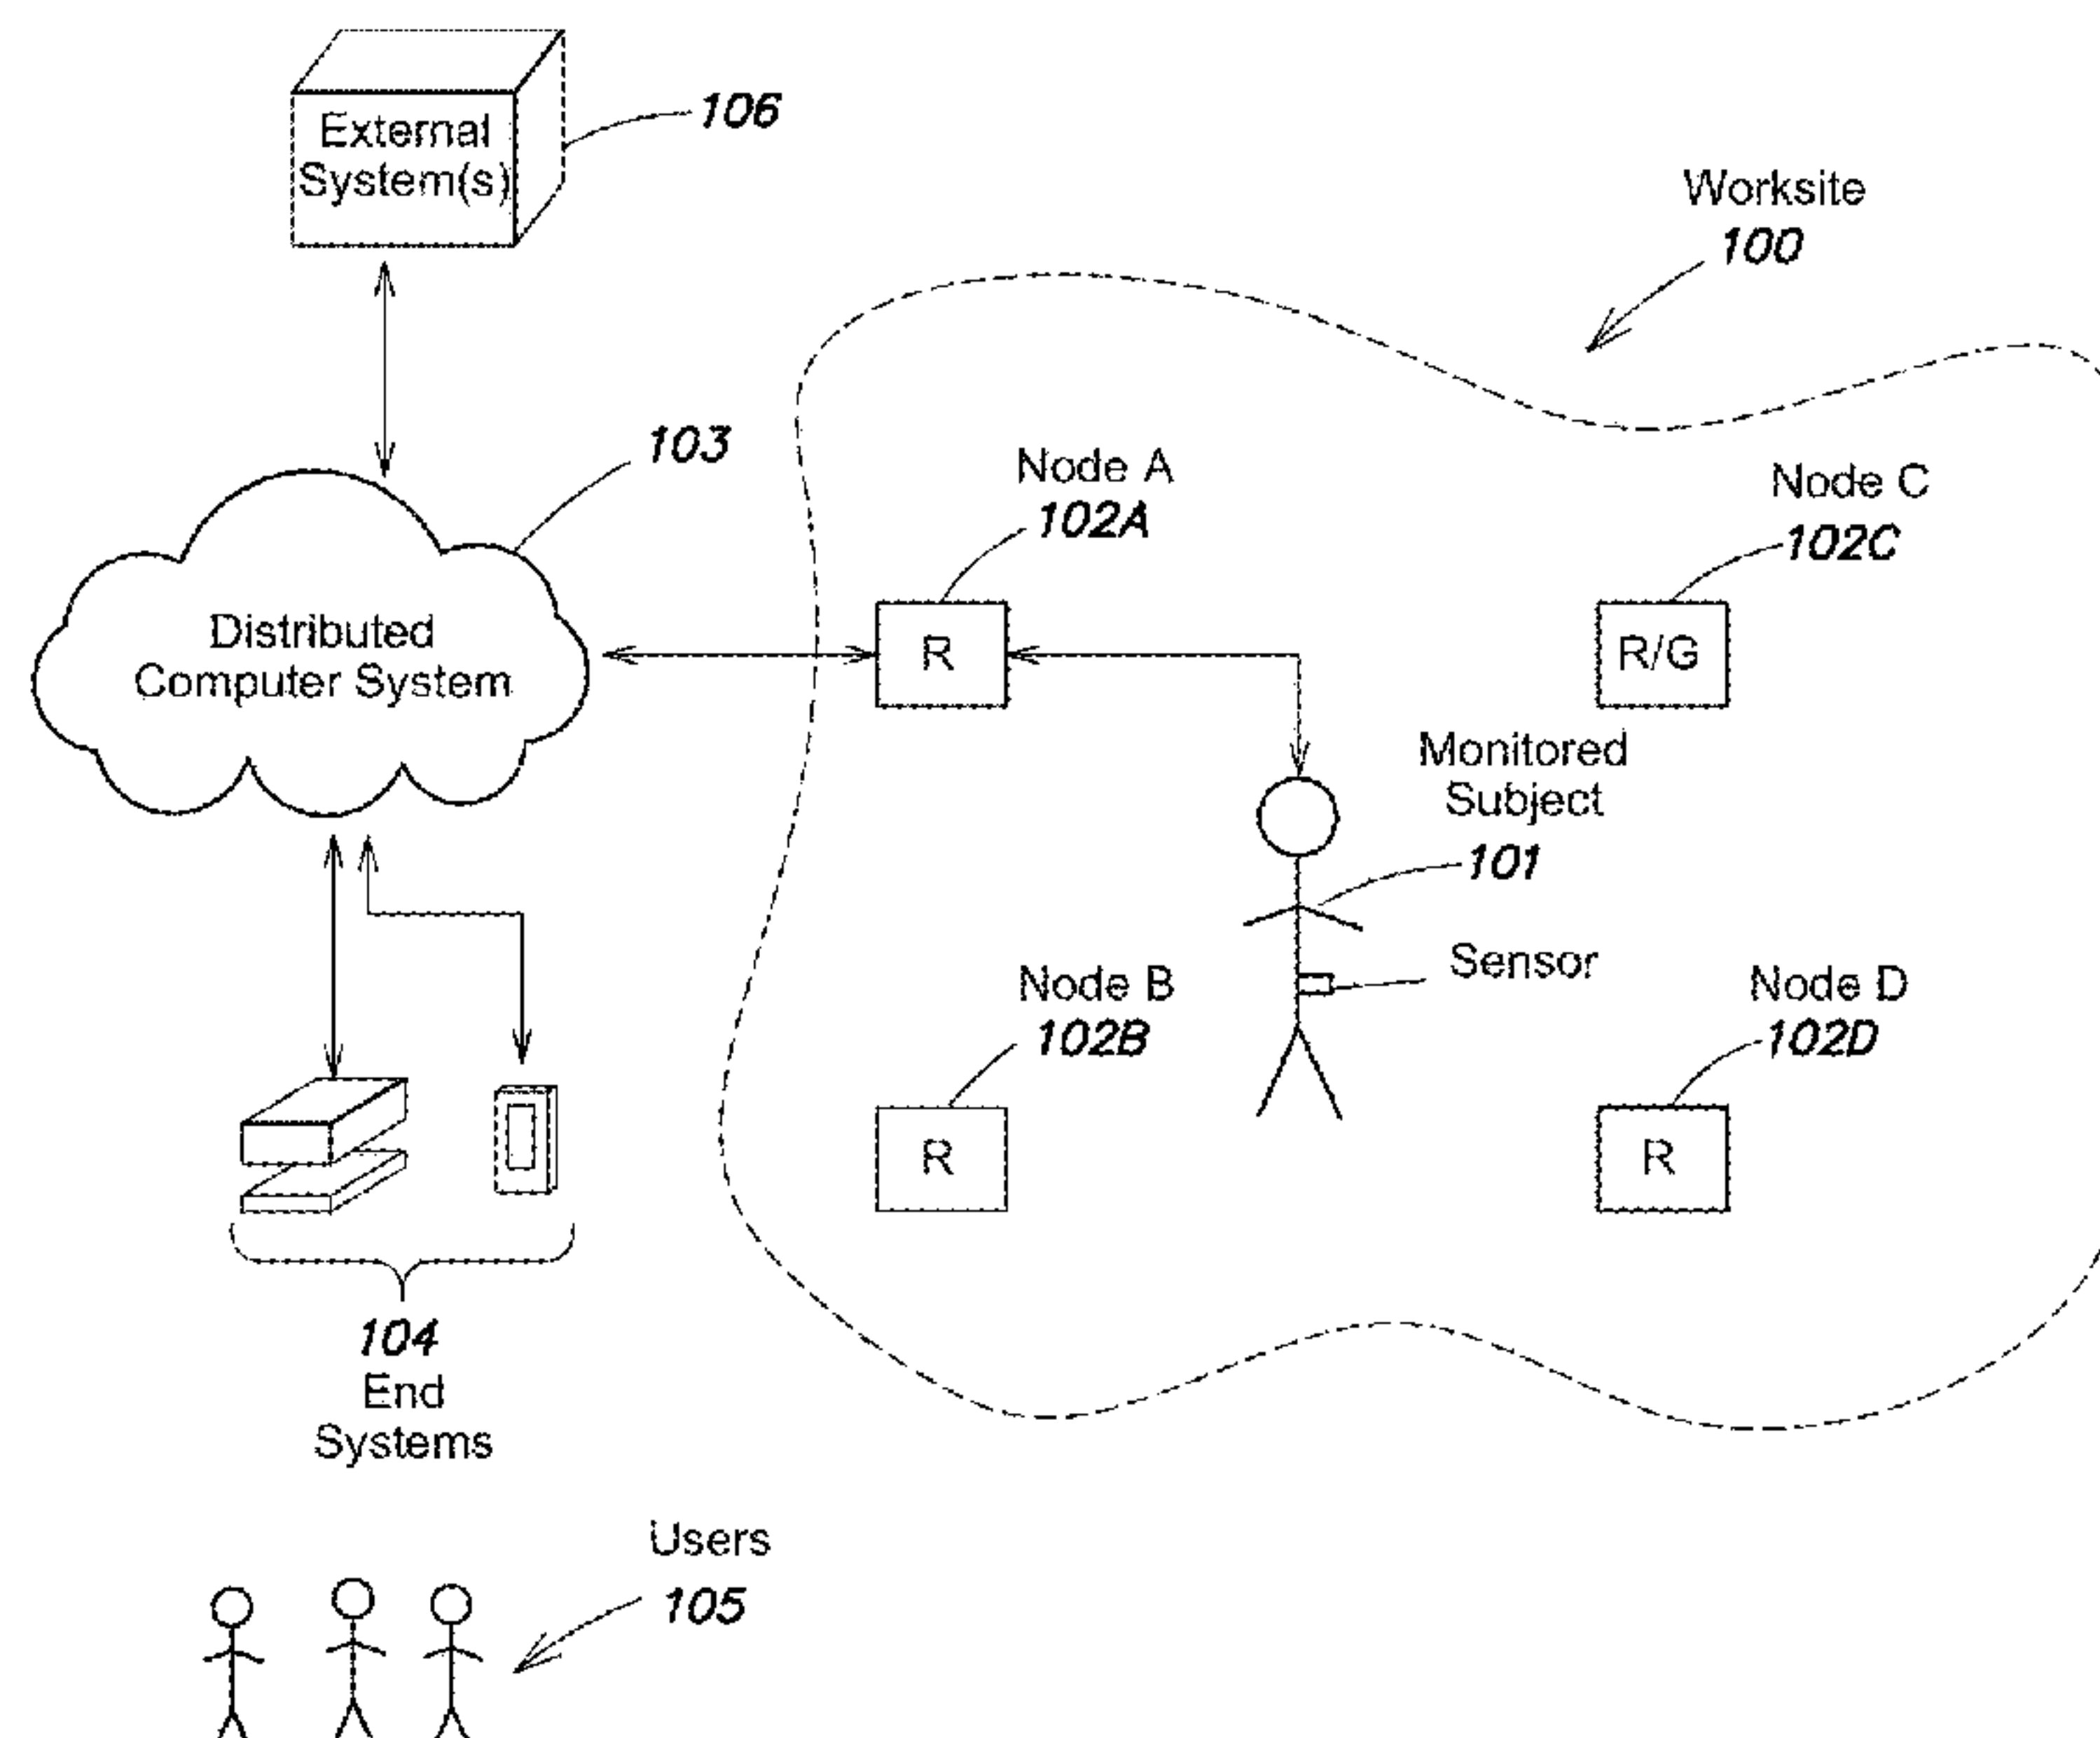 External
System(s)
106
Worksite
100
103
Node A
102A
Node C
102C
Distributed
Computer System
R
R/G
Monitored
Subject
101
Sensor
Node B
102B
Node D
102D
R
R
104
End
Systems
Users
105